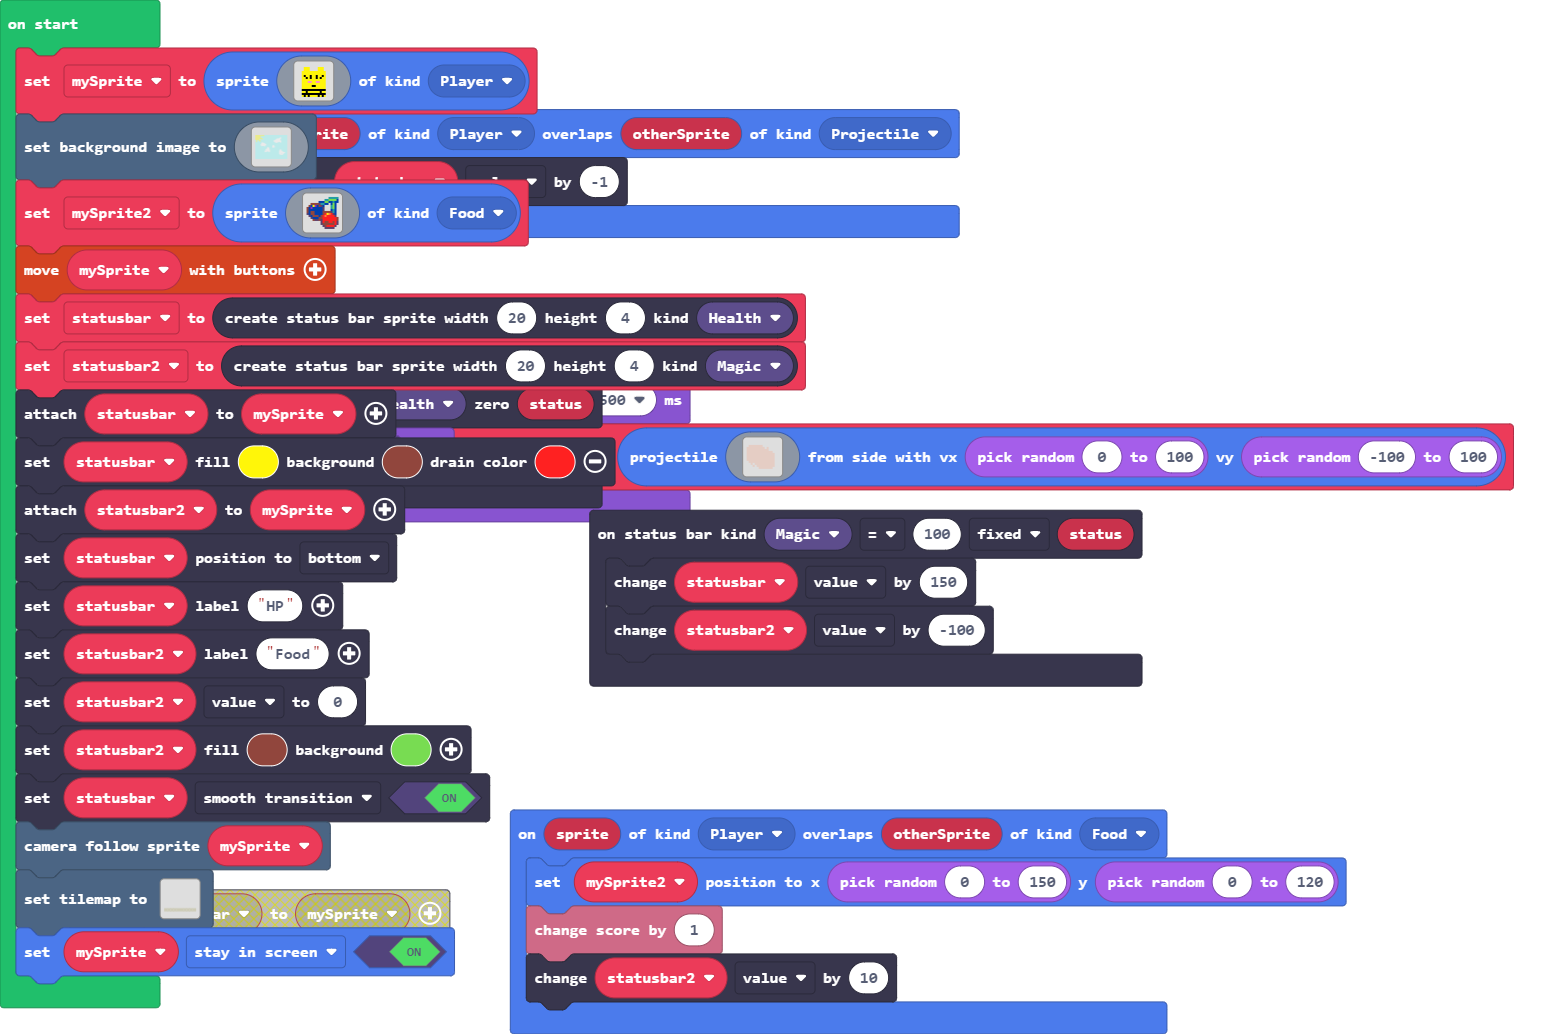 on start
set mySprite to sprite of kind Player
of kind Player overlaps otherSprite of kind Projectile
set background image to
by -1
set mySprite2 to sprite of kind Food
move mySprite with buttons
set statusbar to create status bar sprite width 20 height 4 kind Health
set statusbar2 to create status bar sprite width 20 height 4 kind Magic
attach statusbar to mySprite
zero status
ms
set statusbar fill background drain color
projectile from side with vx pick random 0 to 100 vy pick random -100 to 100
attach statusbar2 to mySprite
on status bar kind Magic = 100 fixed status
set statusbar position to bottom
change statusbar value by 150
set statusbar label "HP"
change statusbar2 value by -100
set statusbar2 label "Food"
set statusbar2 value to 0
set statusbar2 fill background
set statusbar smooth transition ON
camera follow sprite mySprite
on sprite of kind Player overlaps otherSprite of kind Food
set mySprite2 position to x pick random 0 to 150 y pick random 0 to 120
set tilemap to
to mySprite
change score by 1
set mySprite stay in screen ON
change statusbar2 value by 10